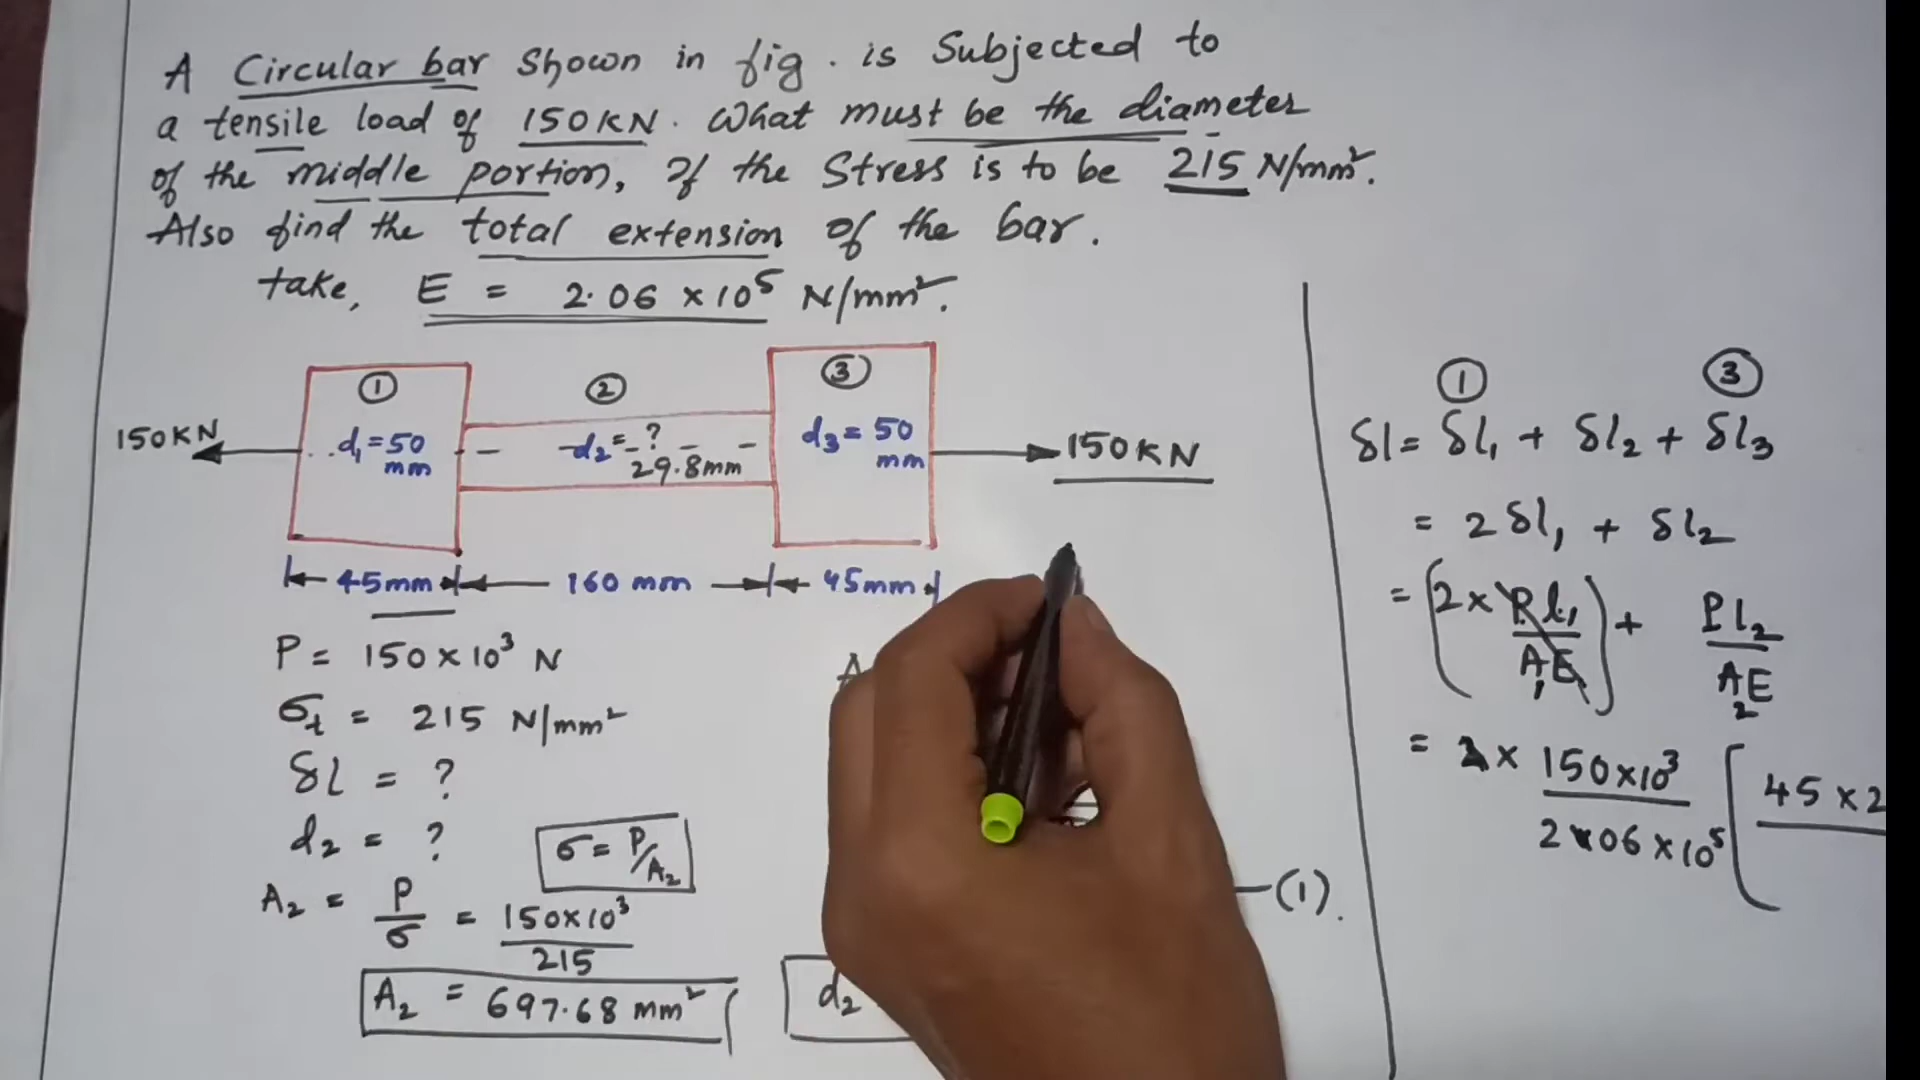 A Circular bar Shown in fig. is Subjected to
a tensile load of 150KN. What must be the diameter
of the middle portion, If the Stress is to be 215 N/mm².
Also find the total extension of the bar.
take, E = 2.06 × 10⁵ N/mm².
① ② ③
150KN d₁ = 50 mm d₂ = ? 29.8mm d₃ = 50 mm 150KN
45mm 160 mm 45mm
P = 150 × 10³ N
σt = 215 N/mm²
δl = ?
d₂ = ?
σ = P/A₂
A₂ = P/σ = 150×10³/215
A₂ = 697.68 mm²
A
(1).
d₂
① ③
δl = δl₁ + δl₂ + δl₃
= 2δl₁ + δl₂
= (2 × Pl₁/A₁E) + Pl₂/A₂E
= × 150×10³/2.06×10⁵ [45 × 2